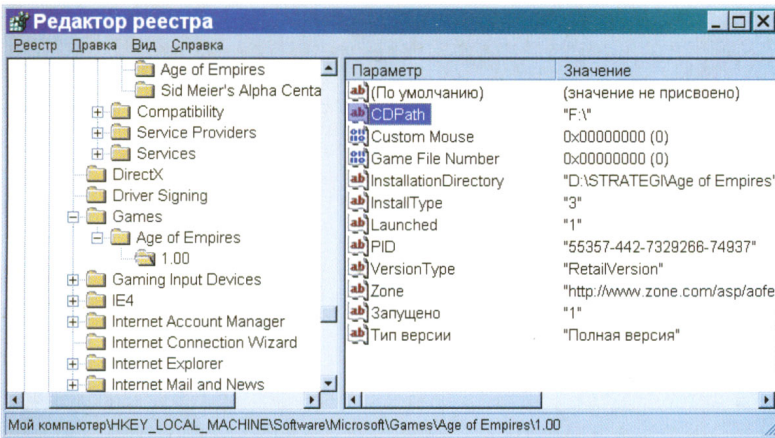 Редактор реестра
Реестр Правка Вид Справка
Age of Empires
Sid Meier's Alpha Centa
Compatibility
Service Providers
Services
DirectX
Driver Signing
Games
Age of Empires
1.00
Gaming Input Devices
IE4
Internet Account Manager
Internet Connection Wizard
Internet Explorer
Internet Mail and News
Параметр Значение
(По умолчанию) (значение не присвоено)
CDPath "F:\"
Custom Mouse 0x00000000 (0)
Game File Number 0x00000000 (0)
InstallationDirectory "D:\STRATEGI\Age of Empires"
InstallType "3"
Launched "1"
PID "55357-442-7329266-74937"
VersionType "RetailVersion"
Zone "http://www.zone.com/asp/aofe
Запущено "1"
Тип версии "Полная версия"
Мой компьютер\HKEY_LOCAL_MACHINE\Software\Microsoft\Games\Age of Empires\1.00